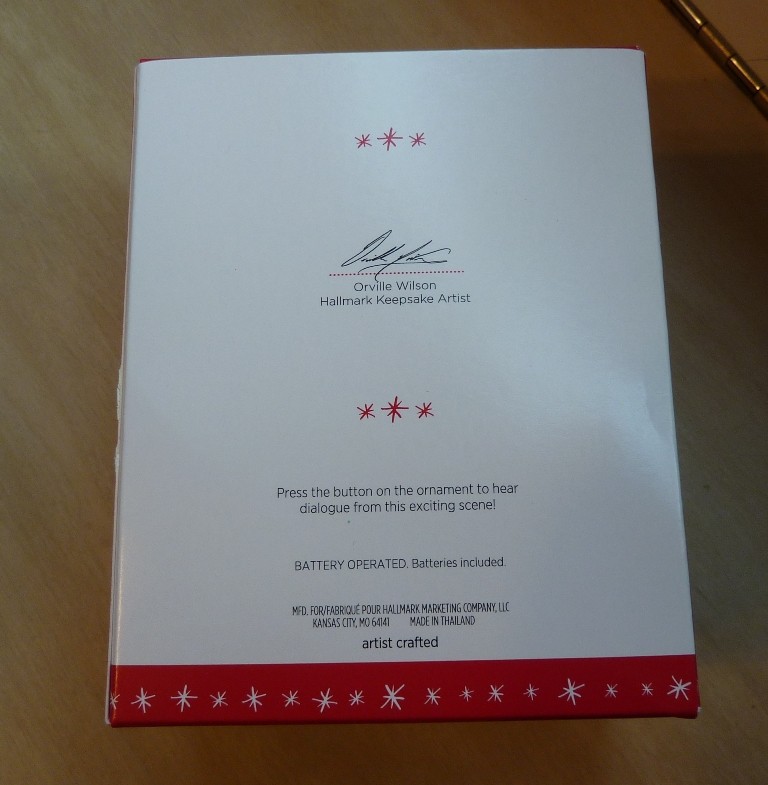 Orville Wilson
Hallmark Keepsake Artist
Press the button on the ornament to hear
dialogue from this exciting scene!
BATTERY OPERATED. Batteries included.
MFD. FOR/FABRIQUÉ POUR HALLMARK MARKETING COMPANY, LLC
KANSAS CITY, MO 64141 MADE IN THAILAND
artist crafted